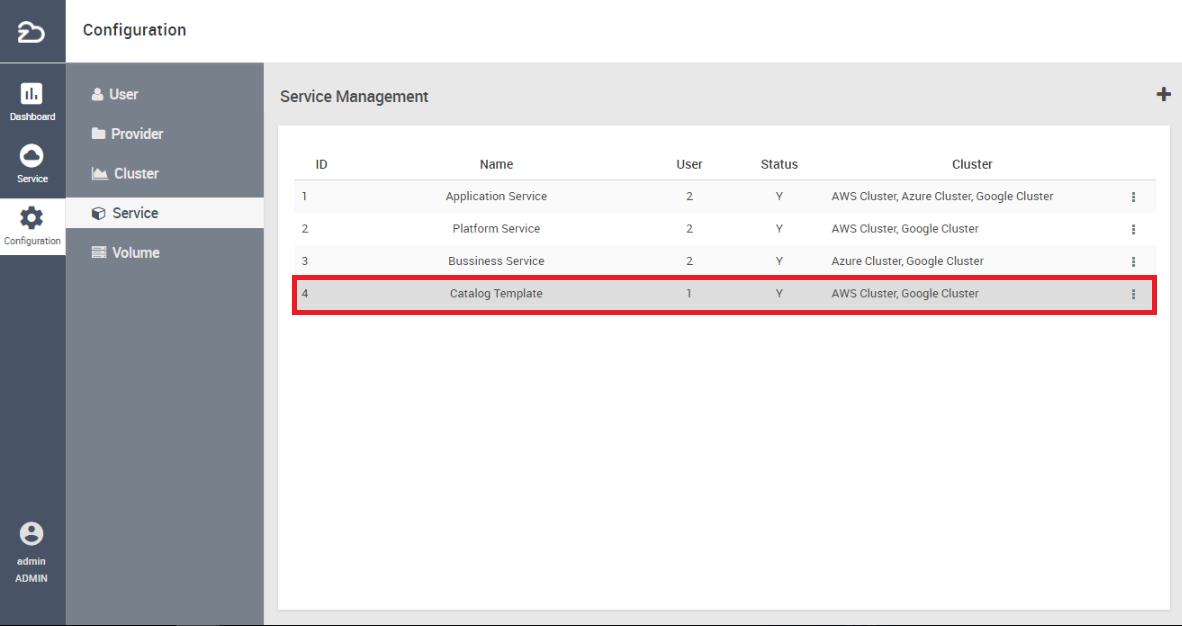 Configuration
Dashboard
Service
Configuration
admin
ADMIN
User
Provider
Cluster
Service
Volume
Service Management
ID Name User Status Cluster
1 Application Service 2 Y AWS Cluster, Azure Cluster, Google Cluster
2 Platform Service 2 Y AWS Cluster, Google Cluster
3 Bussiness Service 2 Y Azure Cluster, Google Cluster
4 Catalog Template 1 Y AWS Cluster, Google Cluster